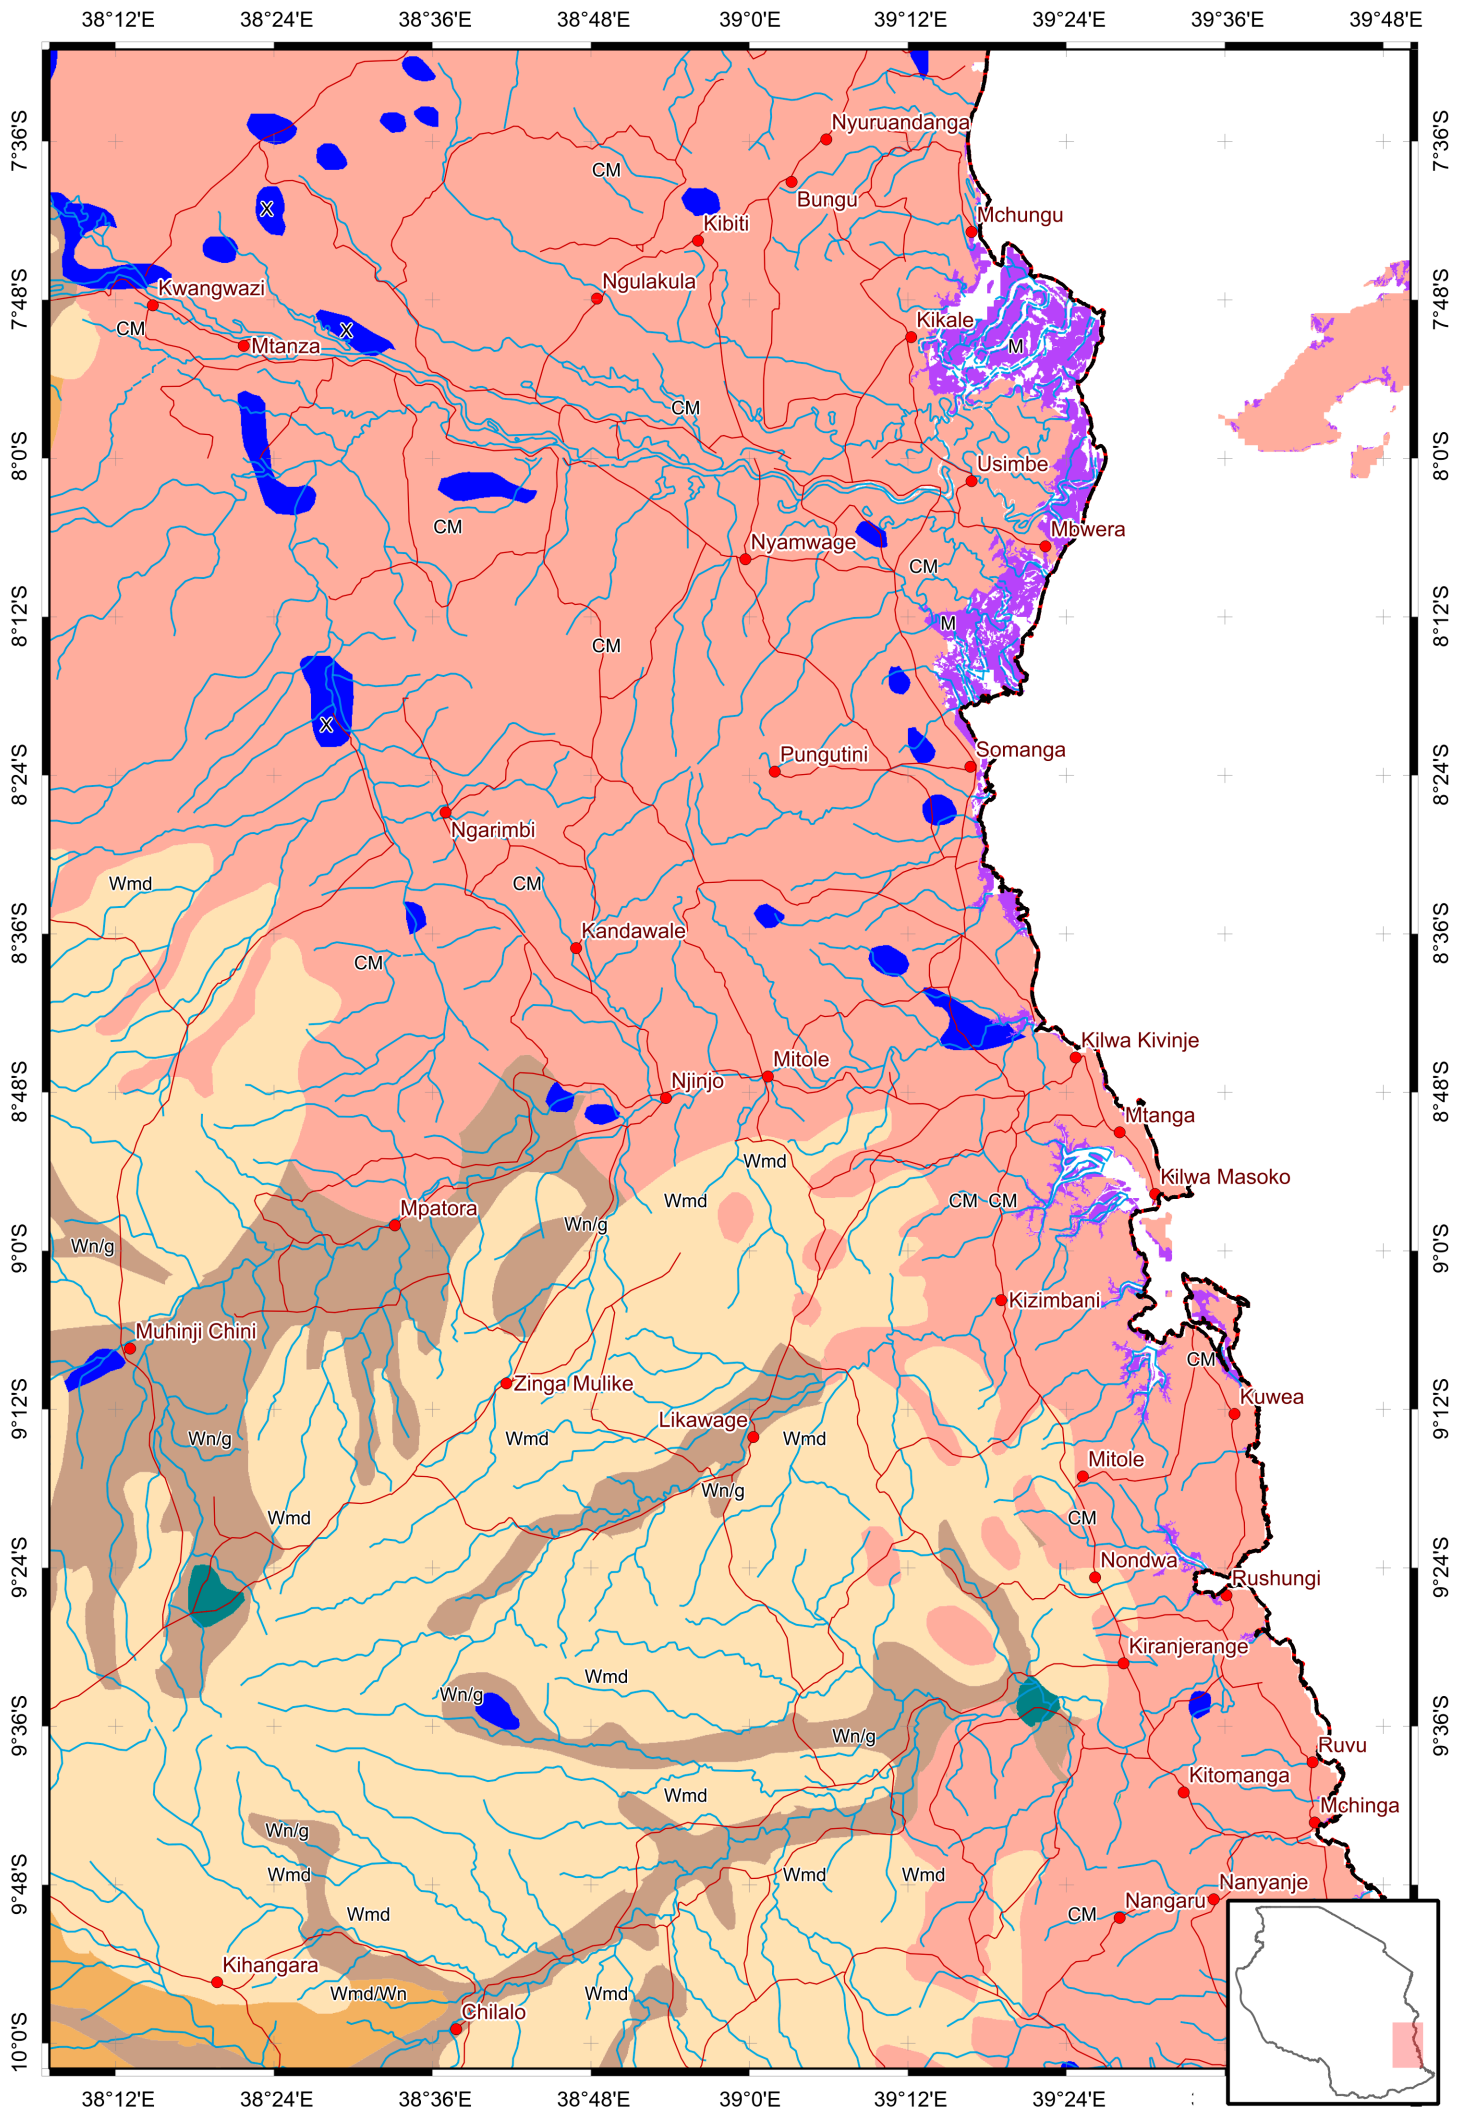 38°12'E 38°24'E 38°36'E 38°48'E 39°0'E 39°12'E 39°24'E 39°36'E 39°48'E
Nyuruandanga
7°36'S 7°36'S
CM
Bungu
X
Kibiti
Mchungu
Ngulakula
Kwangwazi
7°48'S 7°48'S
CM
X
Kikale
Mtanza
M
CM
8°0'S 8°0'S
Usimbe
CM
Mbwera
Nyamwage
CM
8°12'S 8°12'S
M
CM
X
Pungutini
Somanga
8°24'S 8°24'S
Ngarimbi
Wmd
CM
8°36'S 8°36'S
Kandawale
CM
Kilwa Kivinje
Mitole
Njinjo
8°48'S 8°48'S
Mtanga
Wmd
Kilwa Masoko
Wmd
CM CM
Mpatora
Wn/g
Wn/g
9°0'S 9°0'S
Kizimbani
Muhinji Chini
CM
Zinga Mulike
Kuwea
9°12'S 9°12'S
Likawage
Wn/g
Wmd
Wmd
Mitole
Wn/g
Wmd
CM
Nondwa
9°24'S 9°24'S
Rushungi
Kiranjerange
Wmd
Wn/g
9°36'S 9°36'S
Wn/g
Ruvu
Kitomanga
Wmd
Mchinga
Wn/g
9°48'S 9°48'S
Wmd
Wmd
Wmd
Nanyanje
Nangaru
CM
Wmd
Kihangara
Wmd/Wn
Wmd
Chilalo
10°0'S
38°12'E 38°24'E 38°36'E 38°48'E 39°0'E 39°12'E 39°24'E 39°36'E